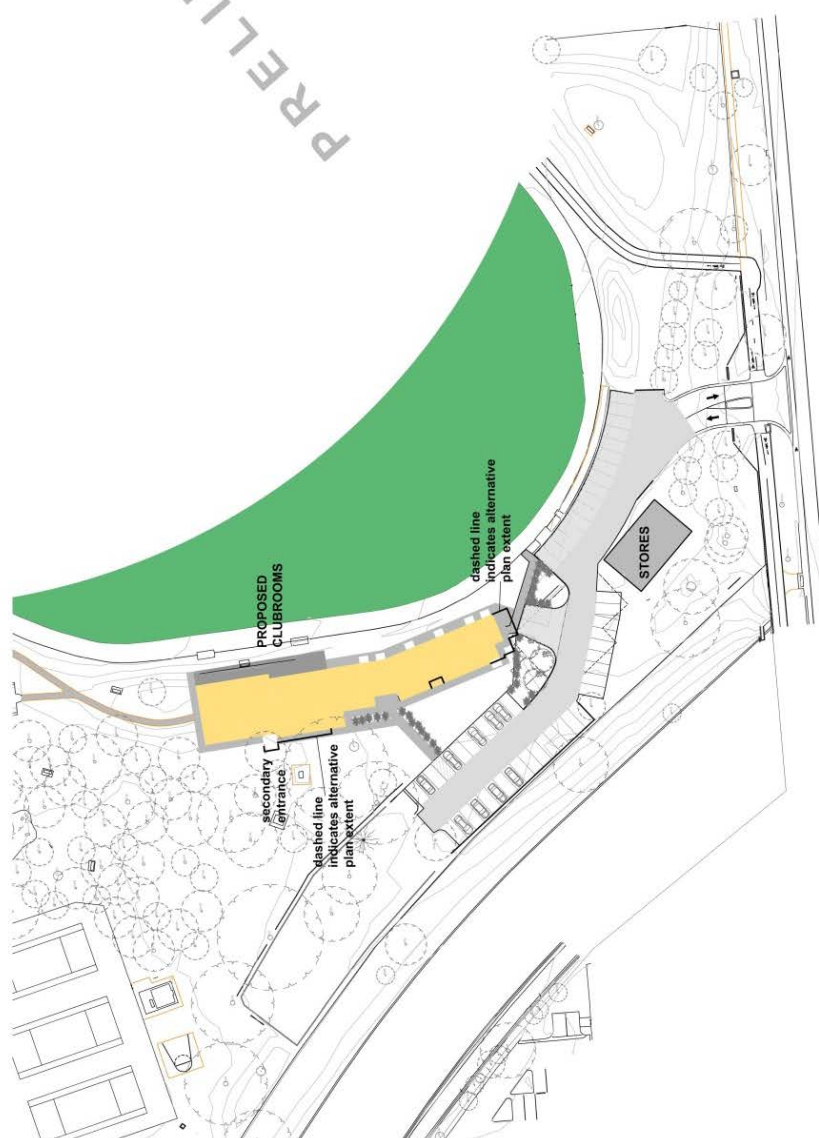 PRELI
PROPOSED
CLUBROOMS
dashed line
indicates alternative
plan extent
STORES
secondary
entrance
dashed line
indicates alternative
plan extent